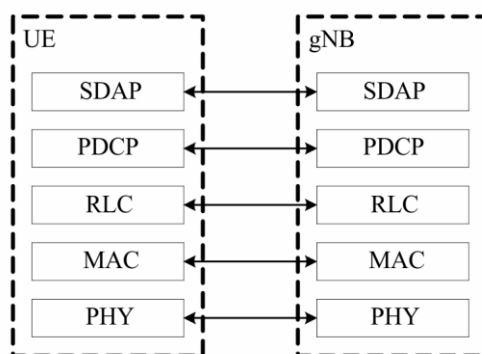 UE gNB
SDAP SDAP
PDCP PDCP
RLC RLC
MAC MAC
PHY PHY